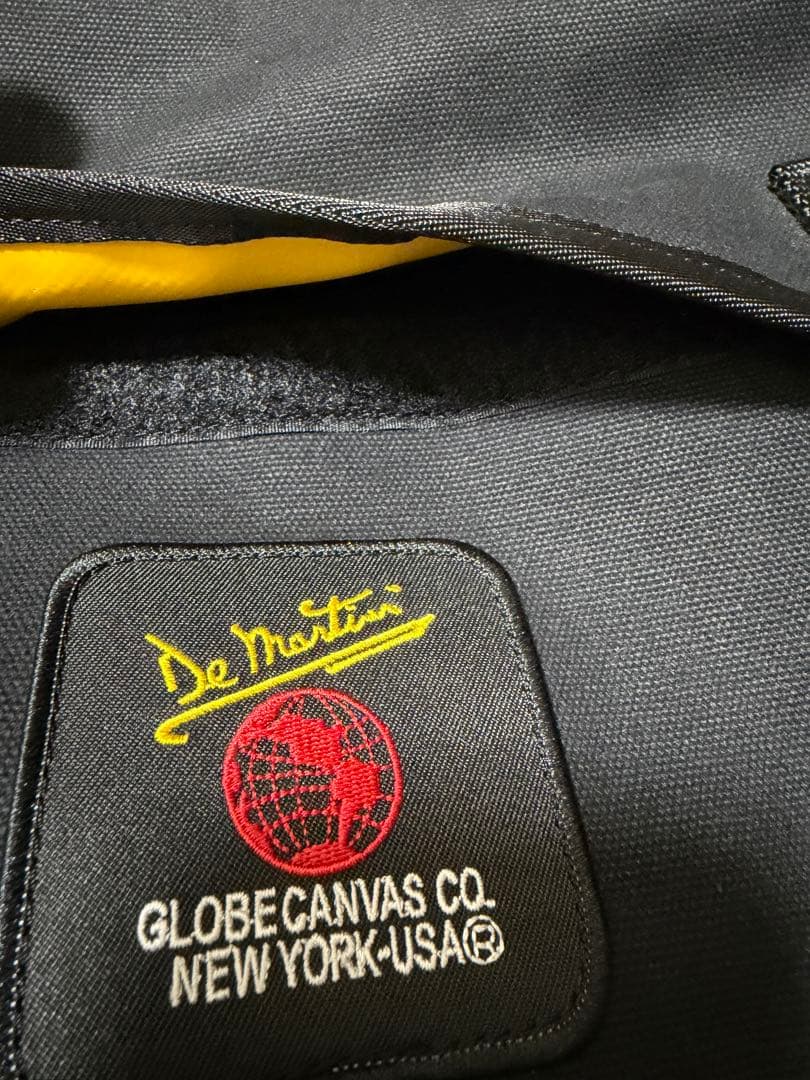 De Martini
GLOBE CANVAS CO.
NEW YORK-USA®